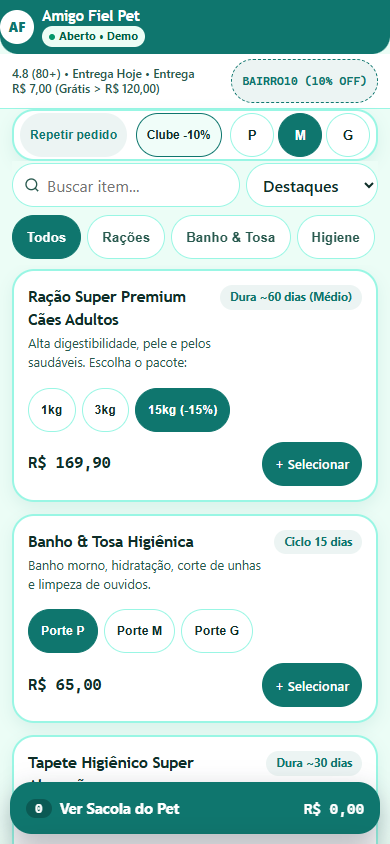 AF
Amigo Fiel Pet
Aberto • Demo
4.8 (80+) • Entrega Hoje • Entrega
R$ 7,00 (Grátis > R$ 120,00)
BAIRRO10 (10% OFF)
Repetir pedido
Clube -10%
P
M
G
Buscar item...
Destaques
Todos
Rações
Banho & Tosa
Higiene
Ração Super Premium
Cães Adultos
Dura ~60 dias (Médio)
Alta digestibilidade, pele e pelos
saudáveis. Escolha o pacote:
1kg
3kg
15kg (-15%)
R$ 169,90
+ Selecionar
Banho & Tosa Higiênica
Ciclo 15 dias
Banho morno, hidratação, corte de unhas
e limpeza de ouvidos.
Porte P
Porte M
Porte G
R$ 65,00
+ Selecionar
Tapete Higiênico Super
Dura ~30 dias
0
Ver Sacola do Pet
R$ 0,00